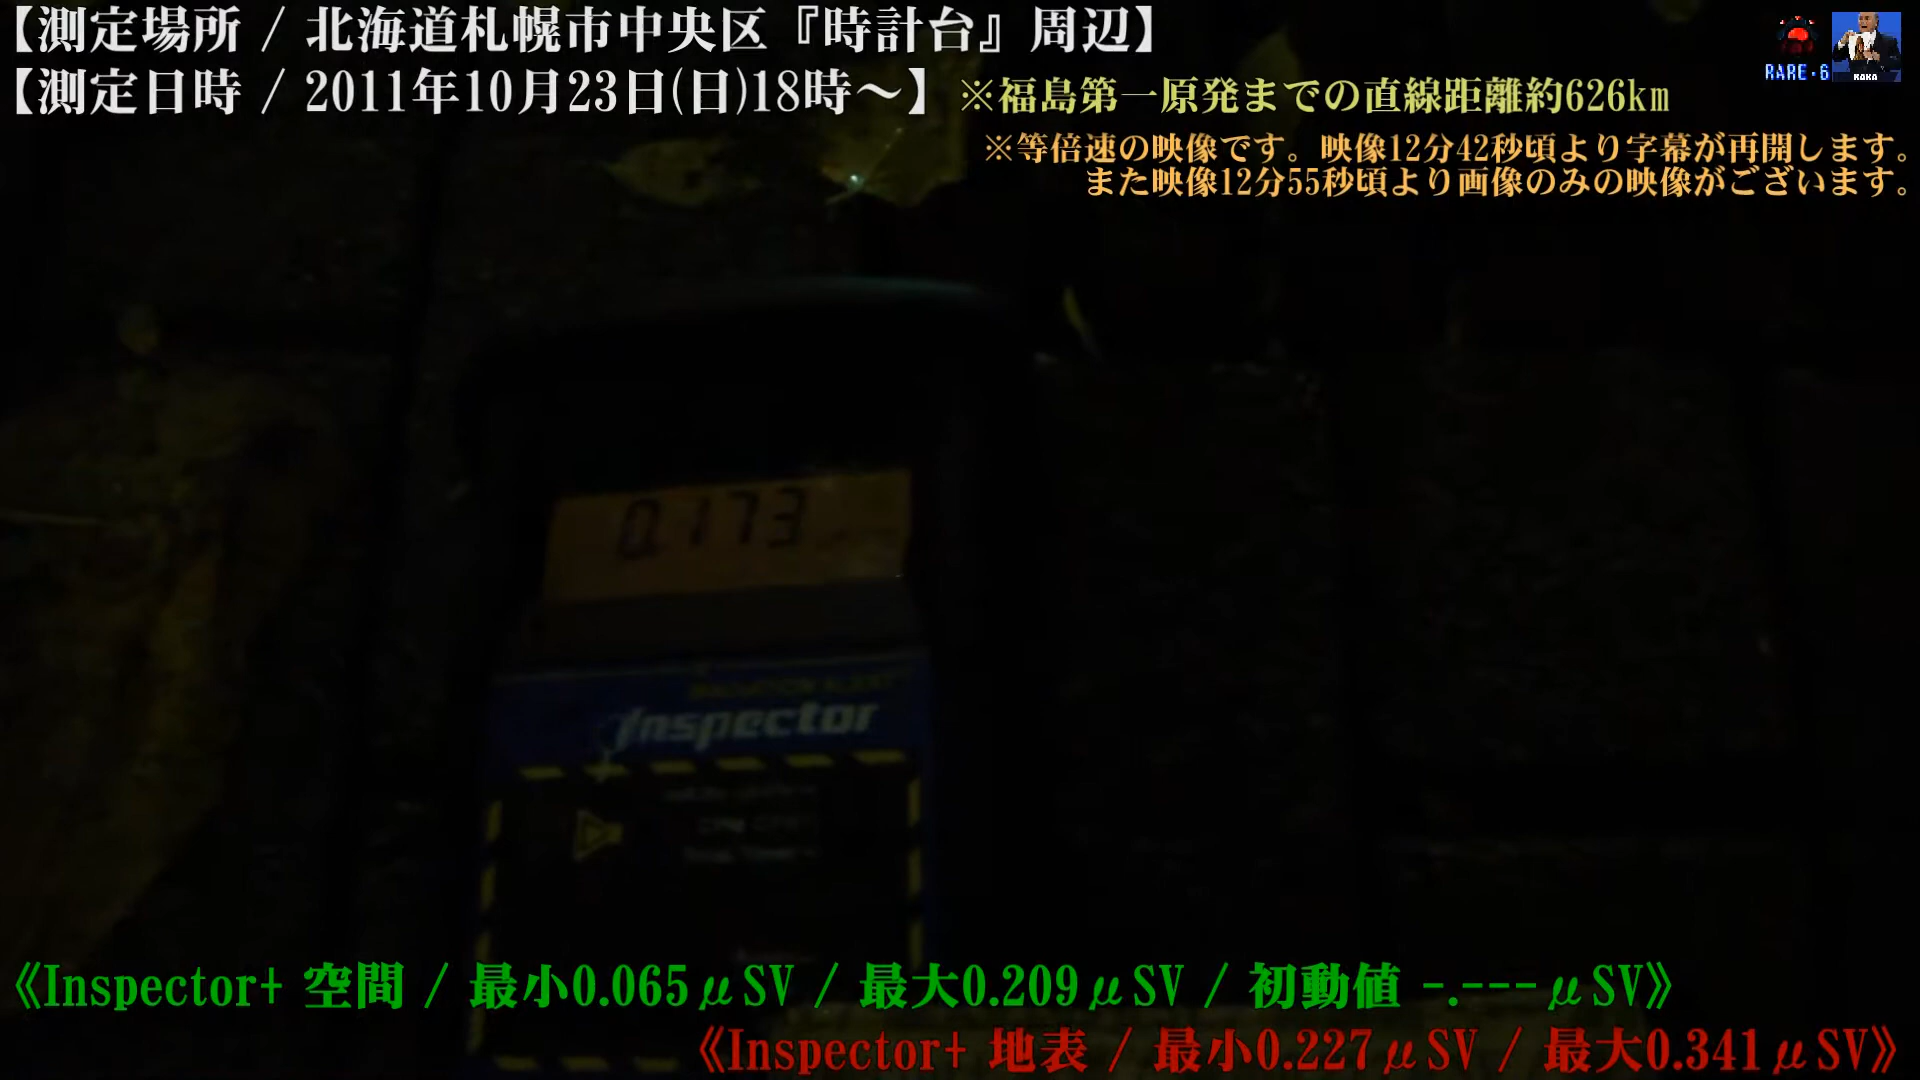 【測定場所 / 北海道札幌市中央区『時計台』周辺】
【測定日時 / 2011年10月23日(日)18時～】
※福島第一原発までの直線距離約626km
※等倍速の映像です。映像12分42秒頃より字幕が再開します。
また映像12分55秒頃より画像のみの映像がございます。
RARE・6
KAKA
0.173
RADIATION ALERT
Inspector
《Inspector+ 空間 / 最小0.065μSV / 最大0.209μSV / 初動値 -.---μSV》
《Inspector+ 地表 / 最小0.227μSV / 最大0.341μSV》